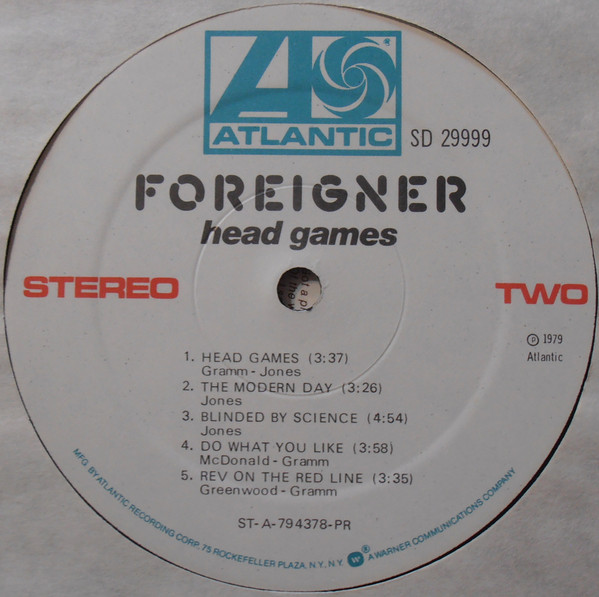 ATLANTIC
SD 29999
FOREIGNER
head games
STEREO
TWO
℗ 1979
Atlantic
1. HEAD GAMES (3:37)
Gramm - Jones
2. THE MODERN DAY (3:26)
Jones
3. BLINDED BY SCIENCE (4:54)
Jones
4. DO WHAT YOU LIKE (3:58)
McDonald - Gramm
5. REV ON THE RED LINE (3:35)
Greenwood - Gramm
ST-A-794378-PR
MFG. BY ATLANTIC RECORDING CORP., 75 ROCKEFELLER PLAZA, N.Y., N.Y. ® A WARNER COMMUNICATIONS COMPANY